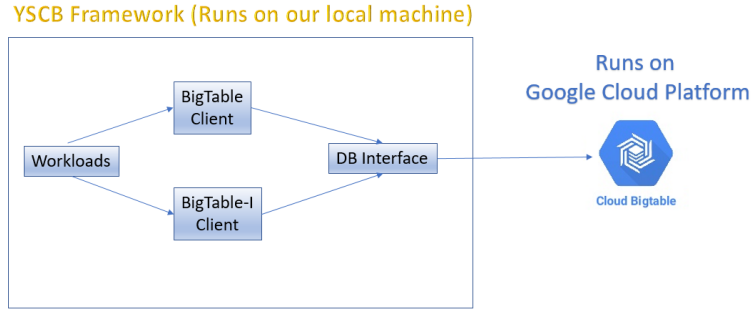 YSCB Framework (Runs on our local machine)
Runs on
Google Cloud Platform
BigTable
Client
Workloads
DB Interface
BigTable-I
Client
Cloud Bigtable